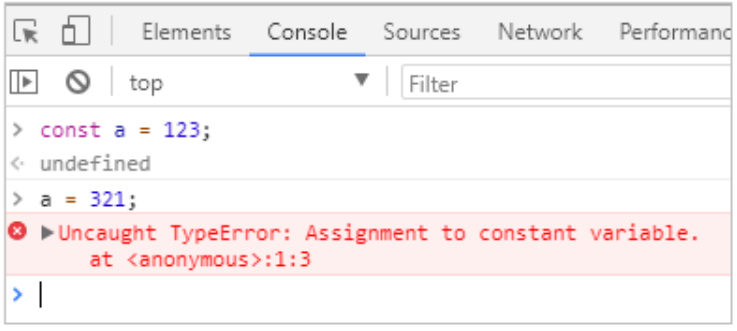 Elements Console Sources Network Performanc
top ▼ Filter
> const a = 123;
<· undefined
> a = 321;
▶Uncaught TypeError: Assignment to constant variable.
at <anonymous>:1:3
>